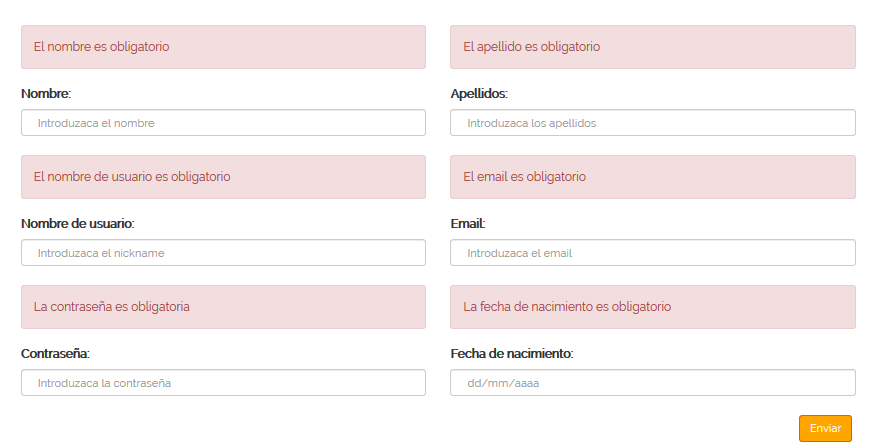 El nombre es obligatorio
El apellido es obligatorio
Nombre:
Apellidos:
Introduzaca el nombre
Introduzaca los apellidos
El nombre de usuario es obligatorio
El email es obligatorio
Nombre de usuario:
Email:
Introduzaca el nickname
Introduzaca el email
La contraseña es obligatoria
La fecha de nacimiento es obligatorio
Contraseña:
Fecha de nacimiento:
Introduzaca la contraseña
dd/mm/aaaa
Enviar